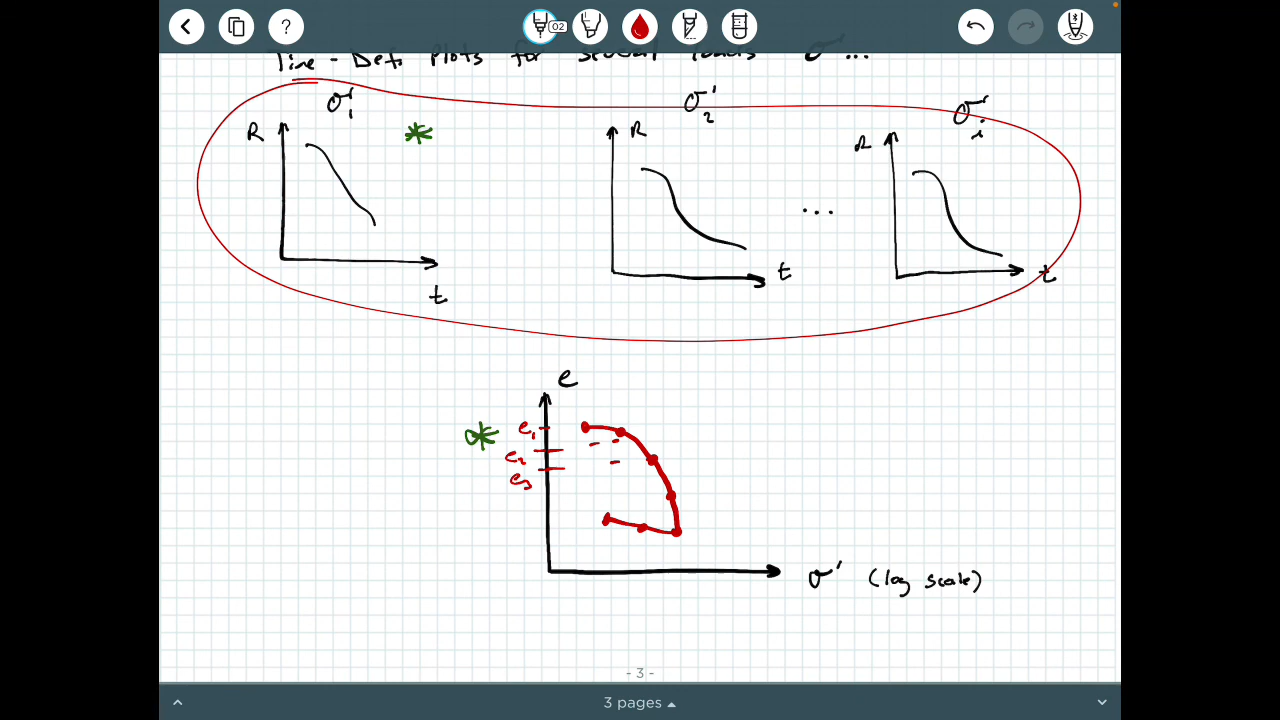 ?
02
Time - Def. Plots for several loads σ' ...
σ'₁ σ'₂ σ'ᵢ
R R R
...
t t t
e
e₁
e₂
e₃
σ' (log scale)
- 3 -
3 pages